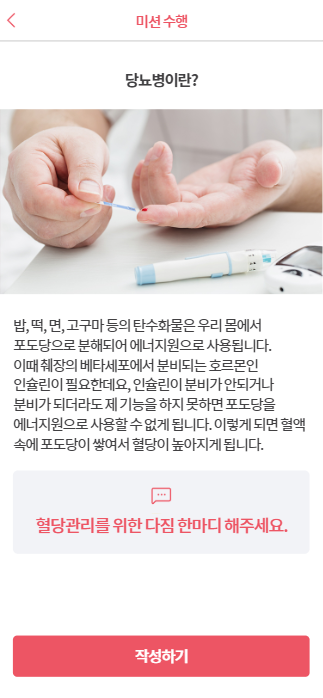 미션 수행
당뇨병이란?
밥, 떡, 면, 고구마 등의 탄수화물은 우리 몸에서
포도당으로 분해되어 에너지원으로 사용됩니다.
이때 췌장의 베타세포에서 분비되는 호르몬인
인슐린이 필요한데요, 인슐린이 분비가 안되거나
분비가 되더라도 제 기능을 하지 못하면 포도당을
에너지원으로 사용할 수 없게 됩니다. 이렇게 되면 혈액
속에 포도당이 쌓여서 혈당이 높아지게 됩니다.
혈당관리를 위한 다짐 한마디 해주세요.
작성하기